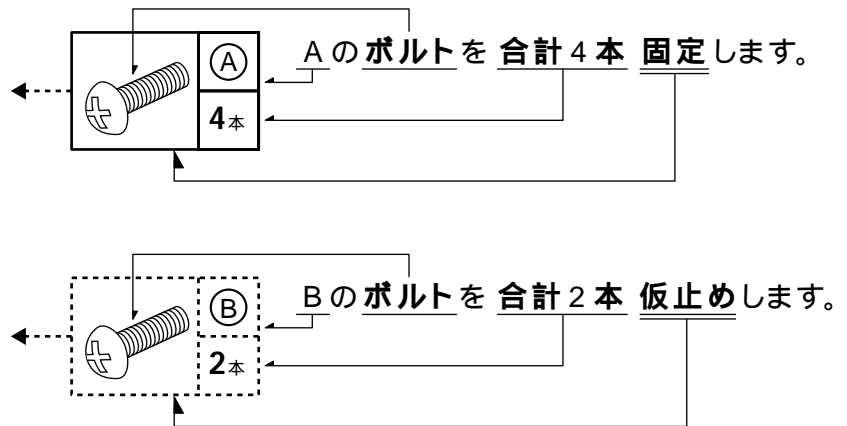 Ⓐ
Aのボルトを 合計4本 固定します。
4本
Ⓑ
Bのボルトを 合計2本 仮止めします。
2本